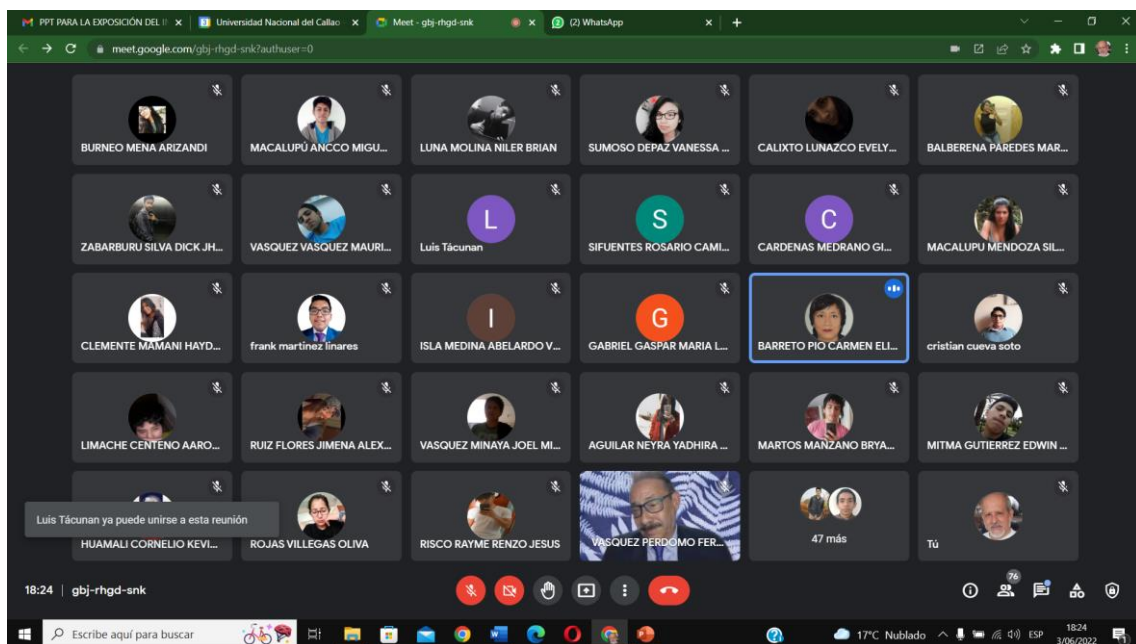 PPT PARA LA EXPOSICIÓN DEL I
Universidad Nacional del Callao
Meet - gbj-rhgd-snk
(2) WhatsApp
meet.google.com/gbj-rhgd-snk?authuser=0
BURNEO MENA ARIZANDI
MACALUPÚ ANCCO MIGU...
LUNA MOLINA NILER BRIAN
SUMOSO DEPAZ VANESSA ...
CALIXTO LUNAZCO EVELY...
BALBERENA PAREDES MAR...
ZABARBURU SILVA DICK JH...
VASQUEZ VASQUEZ MAURI...
L
Luis Tácunan
S
SIFUENTES ROSARIO CAMI...
C
CARDENAS MEDRANO GI...
MACALUPU MENDOZA SIL...
CLEMENTE MAMANI HAYD...
frank martinez linares
I
ISLA MEDINA ABELARDO V...
G
GABRIEL GASPAR MARIA L...
BARRETO PIO CARMEN ELI...
cristian cueva soto
LIMACHE CENTENO AARO...
RUIZ FLORES JIMENA ALEX...
VASQUEZ MINAYA JOEL MI...
AGUILAR NEYRA YADHIRA ...
MARTOS MANZANO BRYA...
MITMA GUTIERREZ EDWIN ...
Luis Tácunan ya puede unirse a esta reunión
HUAMALI CORNELIO KEVI...
ROJAS VILLEGAS OLIVA
RISCO RAYME RENZO JESUS
VASQUEZ PERDOMO FER...
47 más
Tú
18:24 | gbj-rhgd-snk
76
Escribe aquí para buscar
17°C Nublado
ESP
18:24
3/06/2022